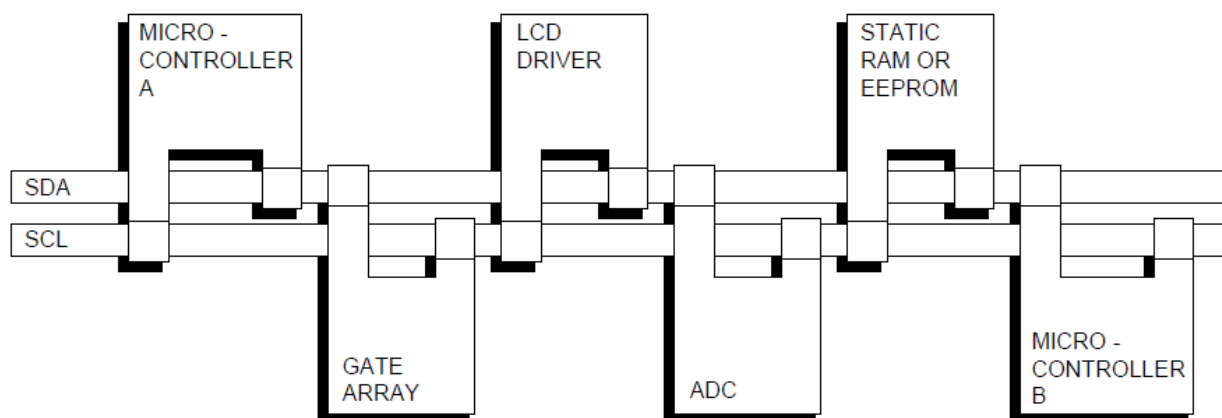 MICRO -
CONTROLLER
A
LCD
DRIVER
STATIC
RAM OR
EEPROM
SDA
SCL
GATE
ARRAY
ADC
MICRO -
CONTROLLER
B